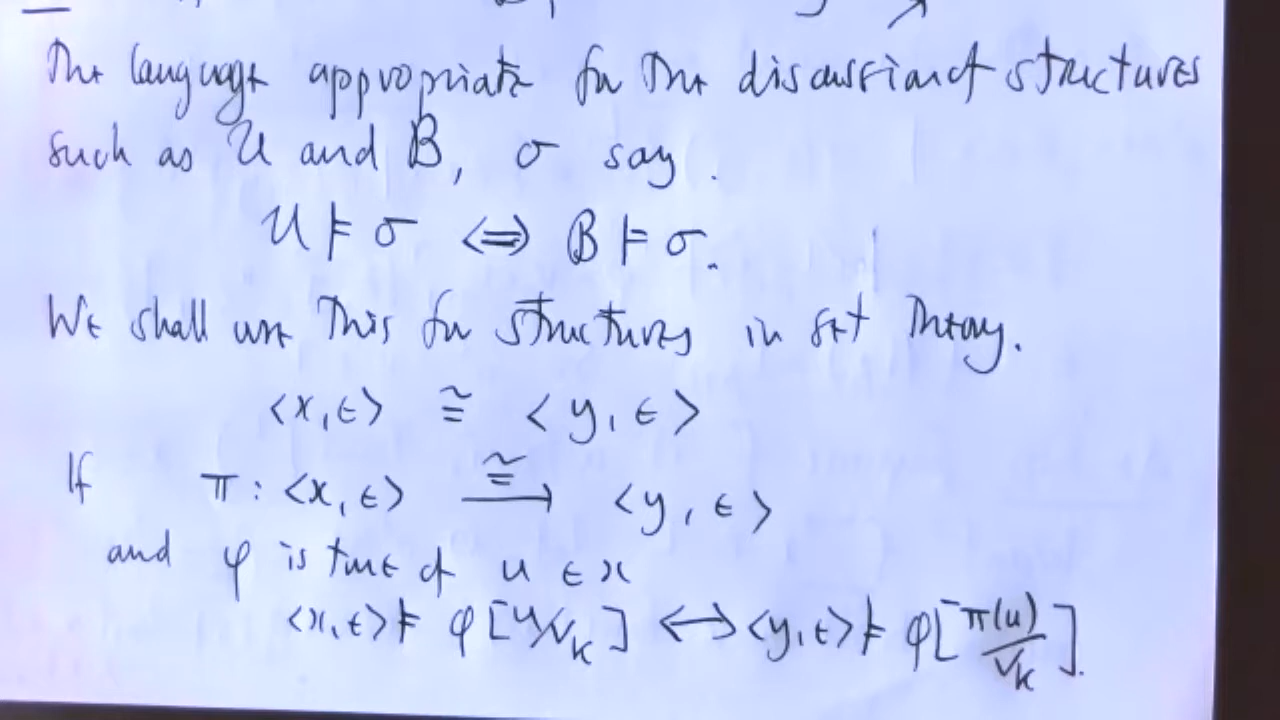 The language appropriate for the discussion of structures
such as 𝔘 and B, σ say.
𝔘 ⊨ σ ⟺ B ⊨ σ.
We shall use this for structures in set theory.
<x, ∈> ≅ <y, ∈>
If π : <x, ∈> ≅⟶ <y, ∈>
and φ is true of u ∈ x
<x, ∈> ⊨ φ[u/v_k] ⟷ <y, ∈> ⊨ φ[π(u)/v_k].